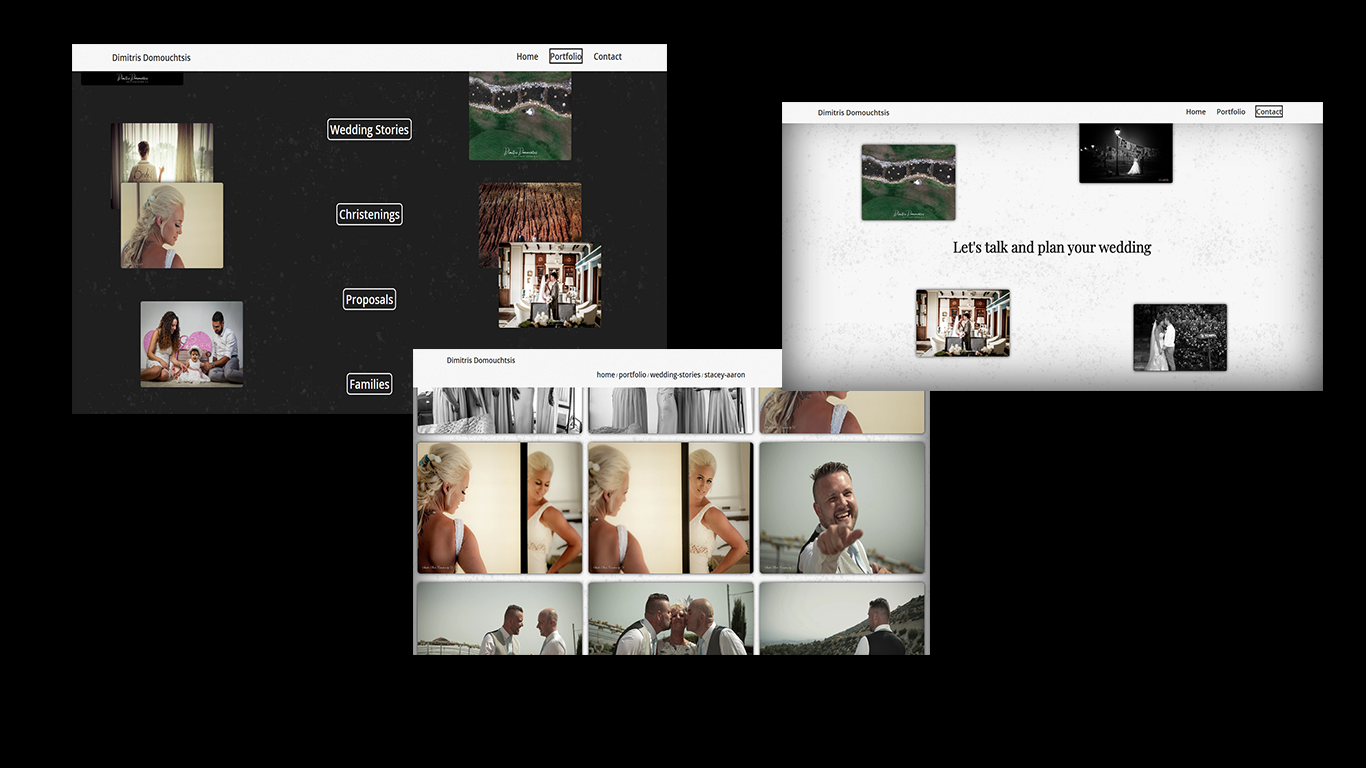 Dimitris Domouchtsis
Home Portfolio Contact
Wedding Stories
Christenings
Proposals
Families
Dimitris Domouchtsis
home / portfolio / wedding-stories / stacey-aaron
Dimitris Domouchtsis
Home Portfolio Contact
Let's talk and plan your wedding